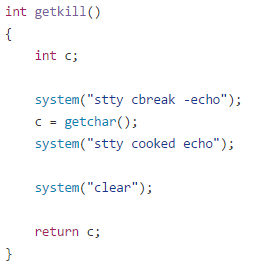 int getkill()
{
    int c;

    system("stty cbreak -echo");
    c = getchar();
    system("stty cooked echo");

    system("clear");

    return c;
}